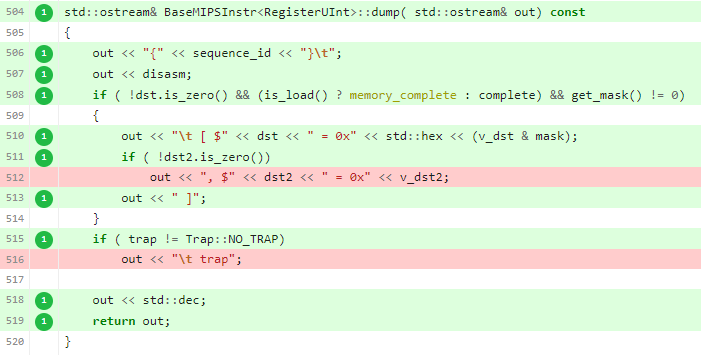 504 1 std::ostream& BaseMIPSInstr<RegisterUInt>::dump( std::ostream& out) const
505 {
506 1 out << "{" << sequence_id << "}\t";
507 1 out << disasm;
508 1 if ( !dst.is_zero() && (is_load() ? memory_complete : complete) && get_mask() != 0)
509 {
510 1 out << "\t [ $" << dst << " = 0x" << std::hex << (v_dst & mask);
511 1 if ( !dst2.is_zero())
512 out << ", $" << dst2 << " = 0x" << v_dst2;
513 1 out << " ]";
514 }
515 1 if ( trap != Trap::NO_TRAP)
516 out << "\t trap";
517
518 1 out << std::dec;
519 1 return out;
520 }